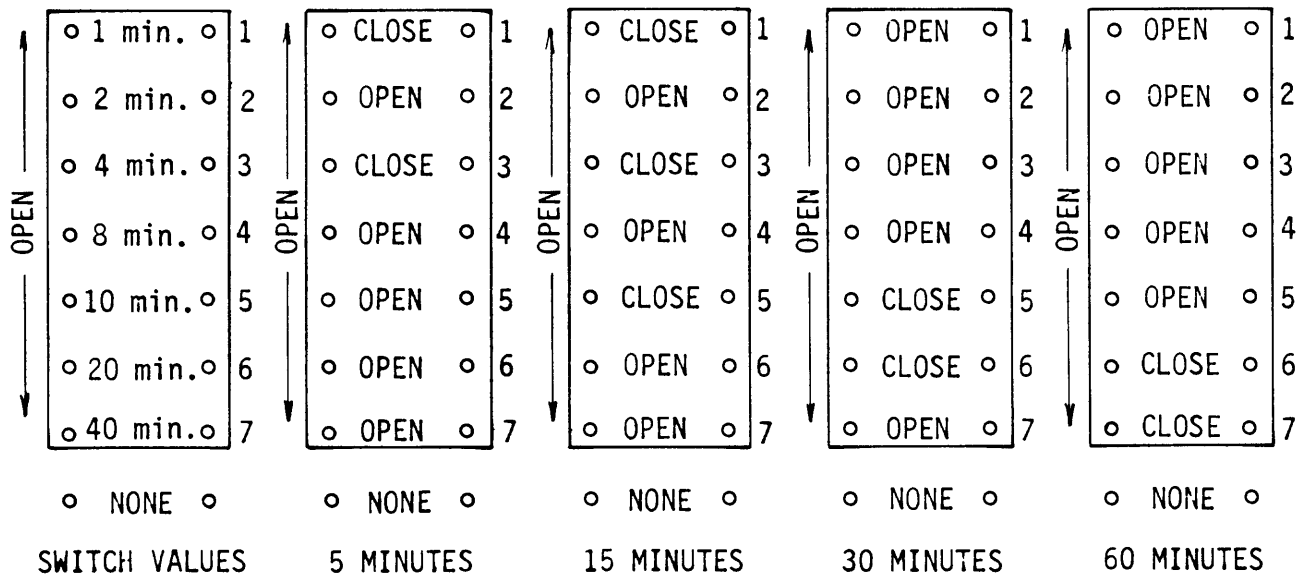 1 min. 1
2 min. 2
4 min. 3
8 min. 4
10 min. 5
20 min. 6
40 min. 7
OPEN
NONE
SWITCH VALUES
CLOSE 1
OPEN 2
CLOSE 3
OPEN 4
OPEN 5
OPEN 6
OPEN 7
OPEN
NONE
5 MINUTES
CLOSE 1
OPEN 2
CLOSE 3
OPEN 4
CLOSE 5
OPEN 6
OPEN 7
OPEN
NONE
15 MINUTES
OPEN 1
OPEN 2
OPEN 3
OPEN 4
CLOSE 5
CLOSE 6
OPEN 7
OPEN
NONE
30 MINUTES
OPEN 1
OPEN 2
OPEN 3
OPEN 4
OPEN 5
CLOSE 6
CLOSE 7
OPEN
NONE
60 MINUTES